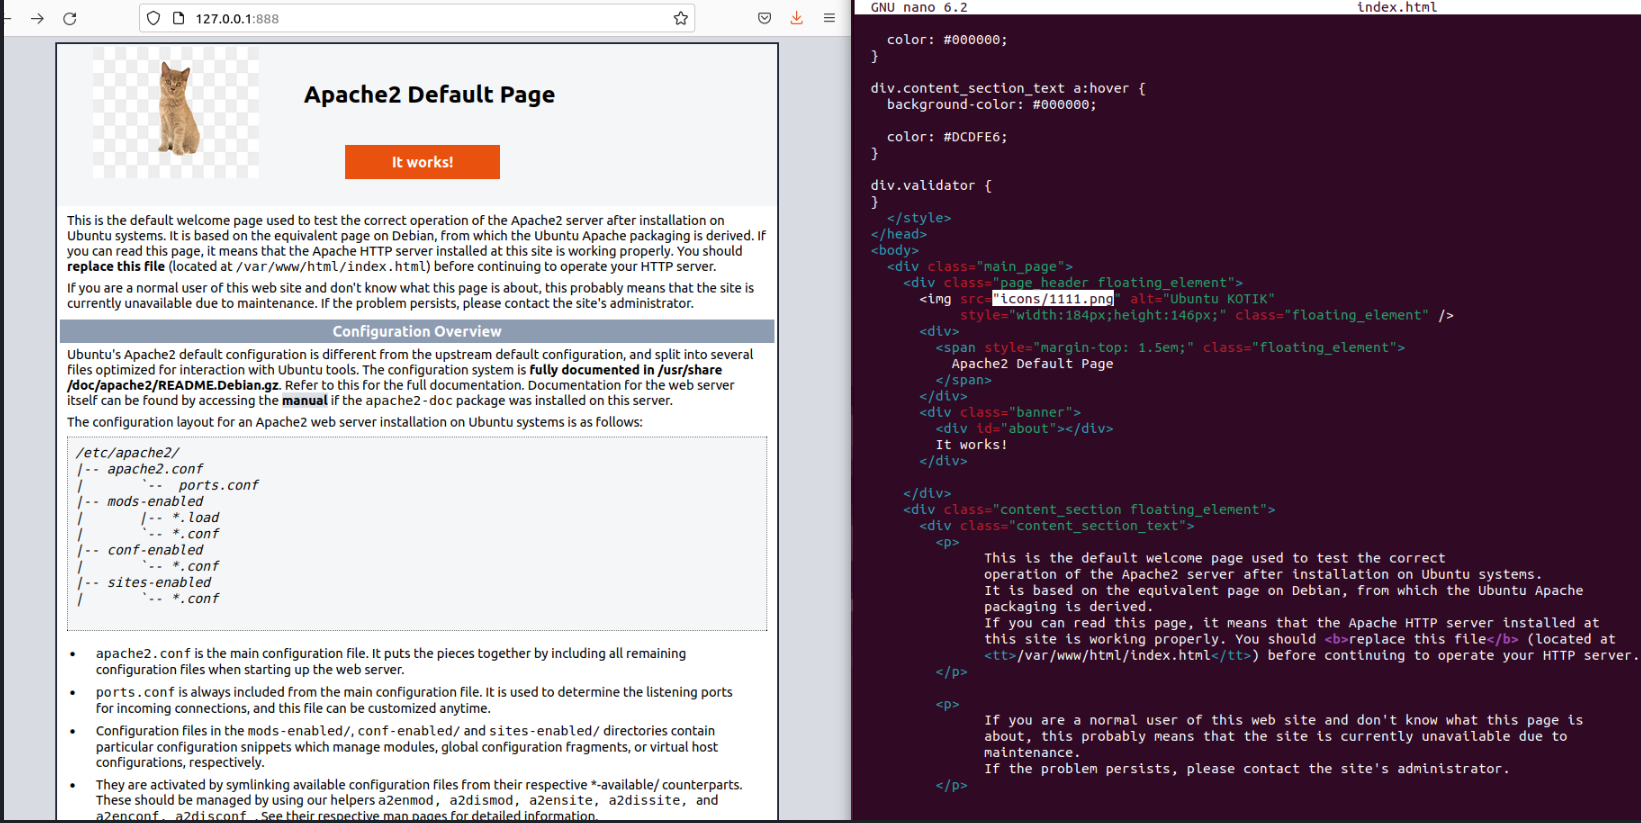 127.0.0.1:888
Apache2 Default Page
It works!
This is the default welcome page used to test the correct operation of the Apache2 server after installation on
Ubuntu systems. It is based on the equivalent page on Debian, from which the Ubuntu Apache packaging is derived. If
you can read this page, it means that the Apache HTTP server installed at this site is working properly. You should
replace this file (located at /var/www/html/index.html) before continuing to operate your HTTP server.
If you are a normal user of this web site and don't know what this page is about, this probably means that the site is
currently unavailable due to maintenance. If the problem persists, please contact the site's administrator.
Configuration Overview
Ubuntu's Apache2 default configuration is different from the upstream default configuration, and split into several
files optimized for interaction with Ubuntu tools. The configuration system is fully documented in /usr/share
/doc/apache2/README.Debian.gz. Refer to this for the full documentation. Documentation for the web server
itself can be found by accessing the manual if the apache2-doc package was installed on this server.
The configuration layout for an Apache2 web server installation on Ubuntu systems is as follows:
/etc/apache2/
|-- apache2.conf
|       `--  ports.conf
|-- mods-enabled
|       |-- *.load
|       `-- *.conf
|-- conf-enabled
|       `-- *.conf
|-- sites-enabled
|       `-- *.conf
• apache2.conf is the main configuration file. It puts the pieces together by including all remaining
configuration files when starting up the web server.
• ports.conf is always included from the main configuration file. It is used to determine the listening ports
for incoming connections, and this file can be customized anytime.
• Configuration files in the mods-enabled/, conf-enabled/ and sites-enabled/ directories contain
particular configuration snippets which manage modules, global configuration fragments, or virtual host
configurations, respectively.
• They are activated by symlinking available configuration files from their respective *-available/ counterparts.
These should be managed by using our helpers a2enmod, a2dismod, a2ensite, a2dissite, and
a2enconf, a2disconf . See their respective man pages for detailed information.
GNU nano 6.2 index.html
  color: #000000;
}
div.content_section_text a:hover {
  background-color: #000000;
  color: #DCDFE6;
}
div.validator {
}
  </style>
</head>
<body>
  <div class="main_page">
    <div class="page_header floating_element">
      <img src="icons/1111.png" alt="Ubuntu KOTIK"
           style="width:184px;height:146px;" class="floating_element" />
      <div>
        <span style="margin-top: 1.5em;" class="floating_element">
          Apache2 Default Page
        </span>
      </div>
      <div class="banner">
        <div id="about"></div>
        It works!
      </div>
    </div>
    <div class="content_section floating_element">
      <div class="content_section_text">
        <p>
              This is the default welcome page used to test the correct
              operation of the Apache2 server after installation on Ubuntu systems.
              It is based on the equivalent page on Debian, from which the Ubuntu Apache
              packaging is derived.
              If you can read this page, it means that the Apache HTTP server installed at
              this site is working properly. You should <b>replace this file</b> (located at
              <tt>/var/www/html/index.html</tt>) before continuing to operate your HTTP server.
        </p>
        <p>
              If you are a normal user of this web site and don't know what this page is
              about, this probably means that the site is currently unavailable due to
              maintenance.
              If the problem persists, please contact the site's administrator.
        </p>